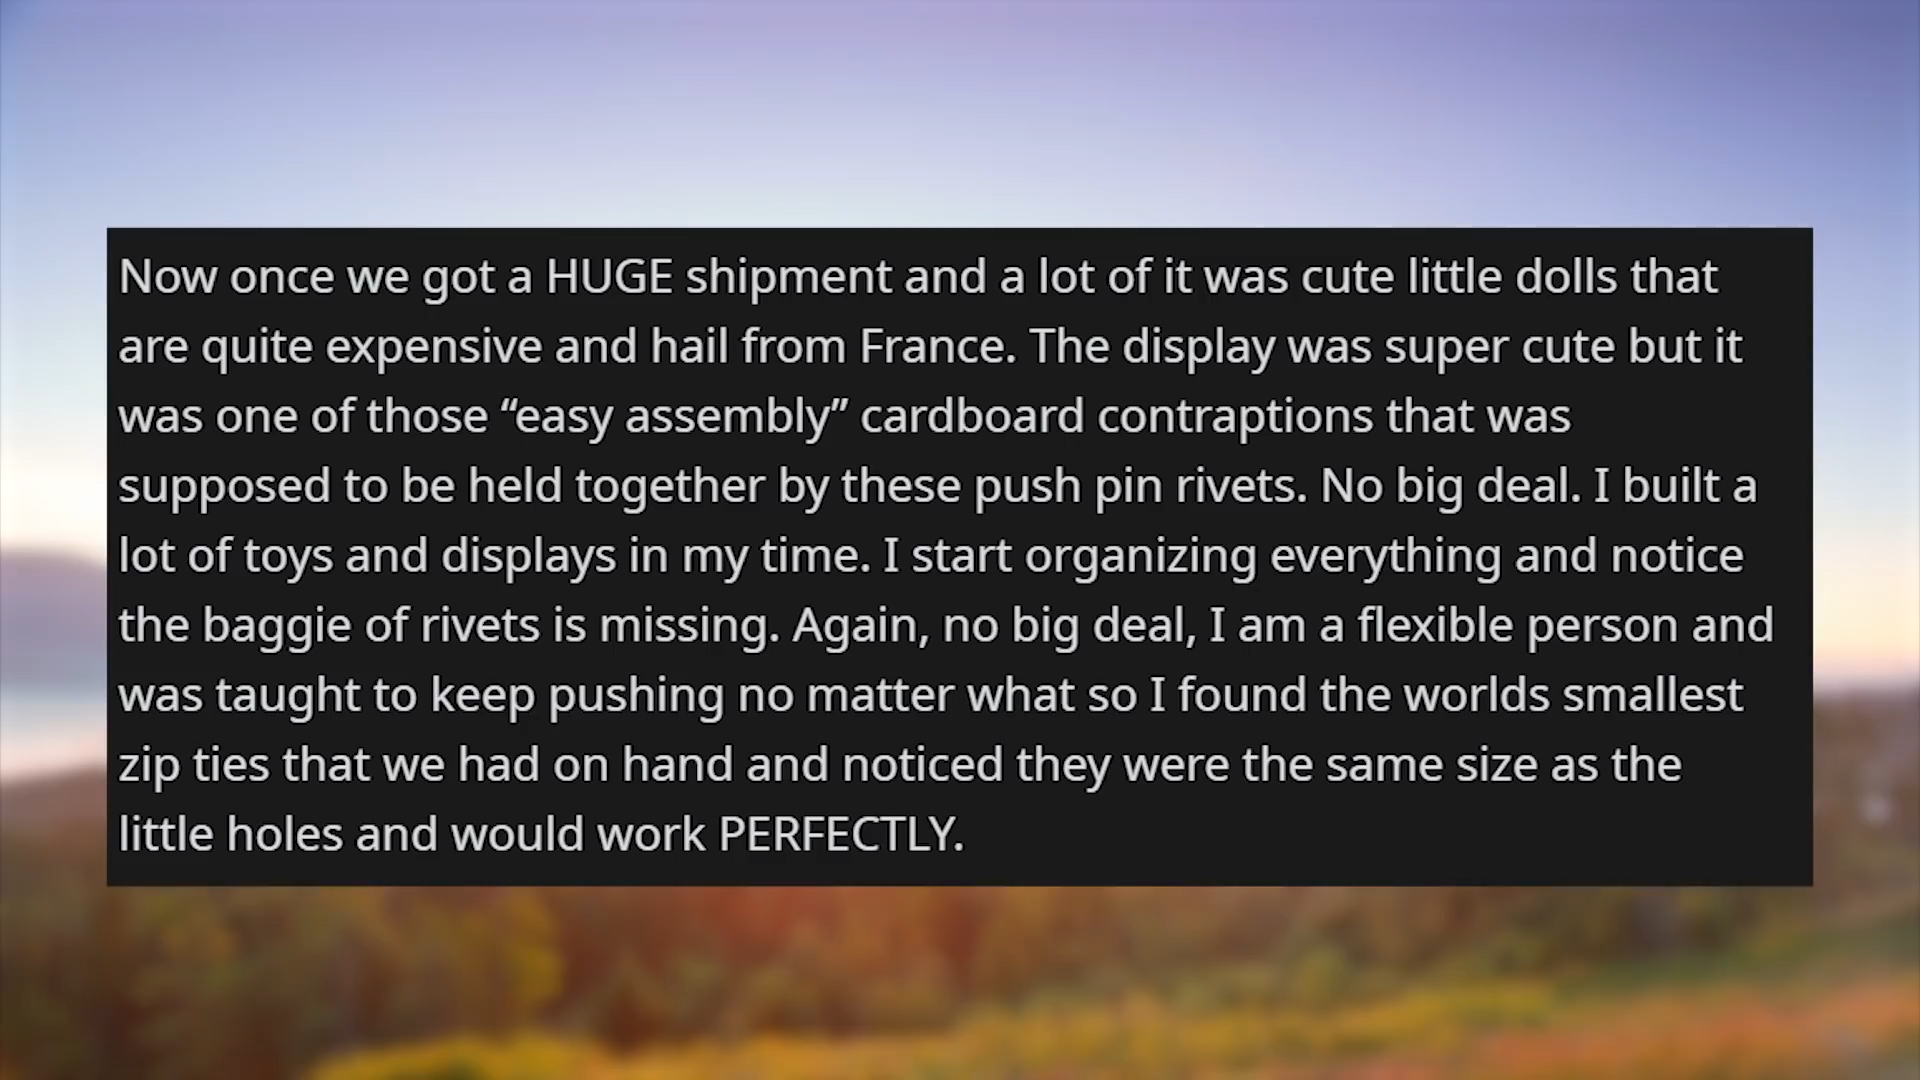 Now once we got a HUGE shipment and a lot of it was cute little dolls that
are quite expensive and hail from France. The display was super cute but it
was one of those “easy assembly” cardboard contraptions that was
supposed to be held together by these push pin rivets. No big deal. I built a
lot of toys and displays in my time. I start organizing everything and notice
the baggie of rivets is missing. Again, no big deal, I am a flexible person and
was taught to keep pushing no matter what so I found the worlds smallest
zip ties that we had on hand and noticed they were the same size as the
little holes and would work PERFECTLY.